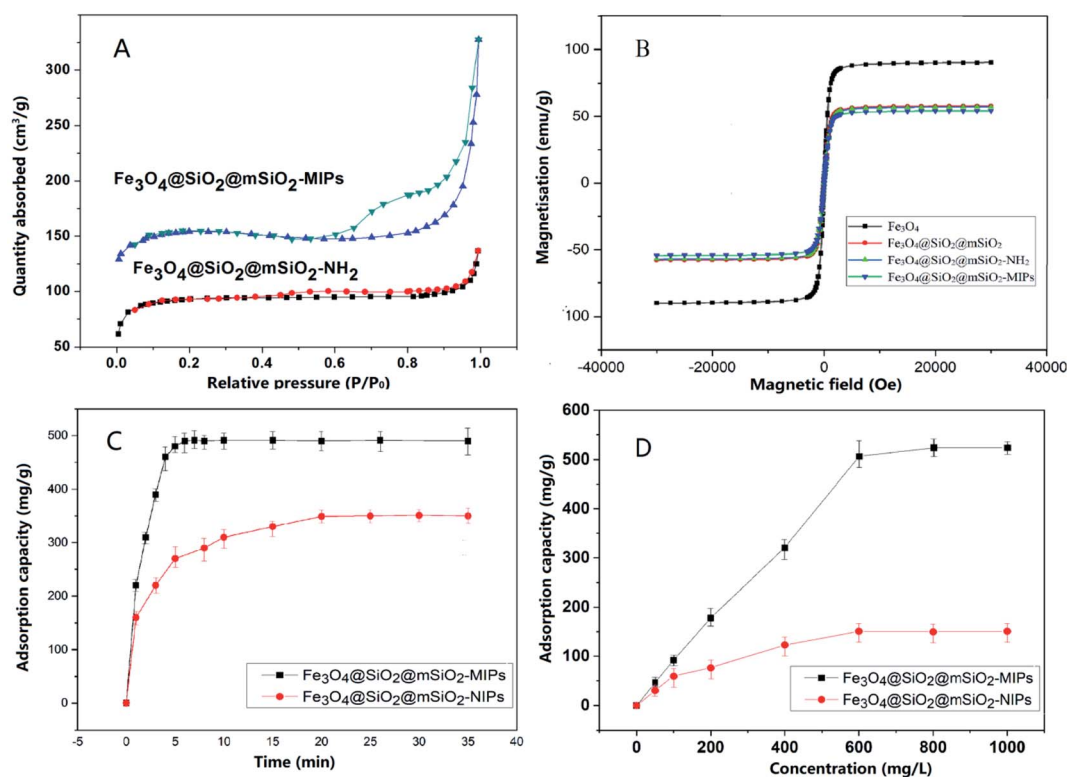 A
Fe₃O₄@SiO₂@mSiO₂-MIPs
Fe₃O₄@SiO₂@mSiO₂-NH₂
Quantity absorbed (cm³/g)
350
300
250
200
150
100
50
0.0 0.2 0.4 0.6 0.8 1.0
Relative pressure (P/P₀)
B
Magnetisation (emu/g)
100
50
0
-50
-100
Fe₃O₄
Fe₃O₄@SiO₂@mSiO₂
Fe₃O₄@SiO₂@mSiO₂-NH₂
Fe₃O₄@SiO₂@mSiO₂-MIPs
-40000 -20000 0 20000 40000
Magnetic field (Oe)
C
Adsorption capacity (mg/g)
500
400
300
200
100
0
Fe₃O₄@SiO₂@mSiO₂-MIPs
Fe₃O₄@SiO₂@mSiO₂-NIPs
-5 0 5 10 15 20 25 30 35 40
Time (min)
D
Adsorption capacity (mg/g)
600
500
400
300
200
100
0
Fe₃O₄@SiO₂@mSiO₂-MIPs
Fe₃O₄@SiO₂@mSiO₂-NIPs
0 200 400 600 800 1000
Concentration (mg/L)